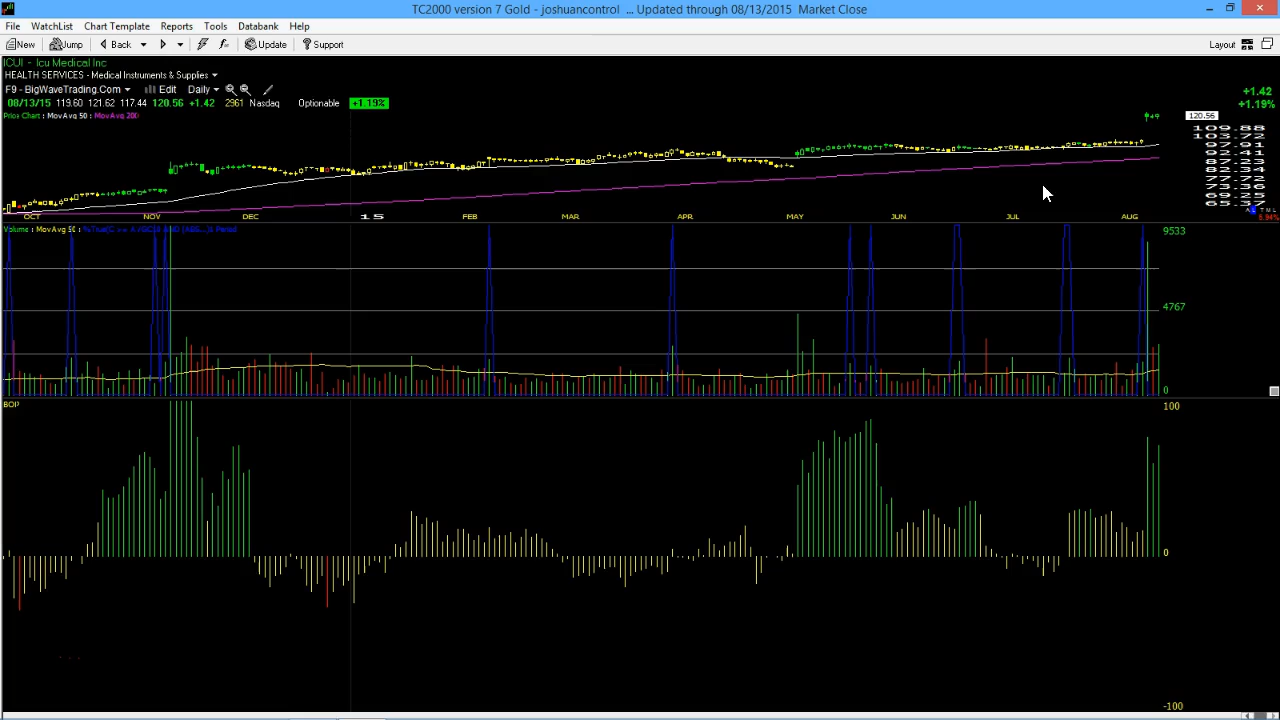 TC2000 version 7 Gold - joshuancontrol ... Updated through 08/13/2015 Market Close
File WatchList Chart Template Reports Tools Databank Help
New Jump Back Update Support Layout
ICUI - Icu Medical Inc
HEALTH SERVICES - Medical Instruments & Supplies
F9 - BigWaveTrading.Com Edit Daily
+1.42
08/13/15 119.60 121.62 117.44 120.56 +1.42 2961 Nasdaq Optionable +1.19%
+1.19%
Price Chart : MovAvg 50 : MovAvg 200
120.56
109.88
103.72
97.91
92.41
87.23
82.34
77.72
73.36
69.25
65.37
OCT NOV DEC 15 FEB MAR APR MAY JUN JUL AUG
5.94%
Volume : MovAvg 50 :
9533
4767
0
BOP
100
0
-100